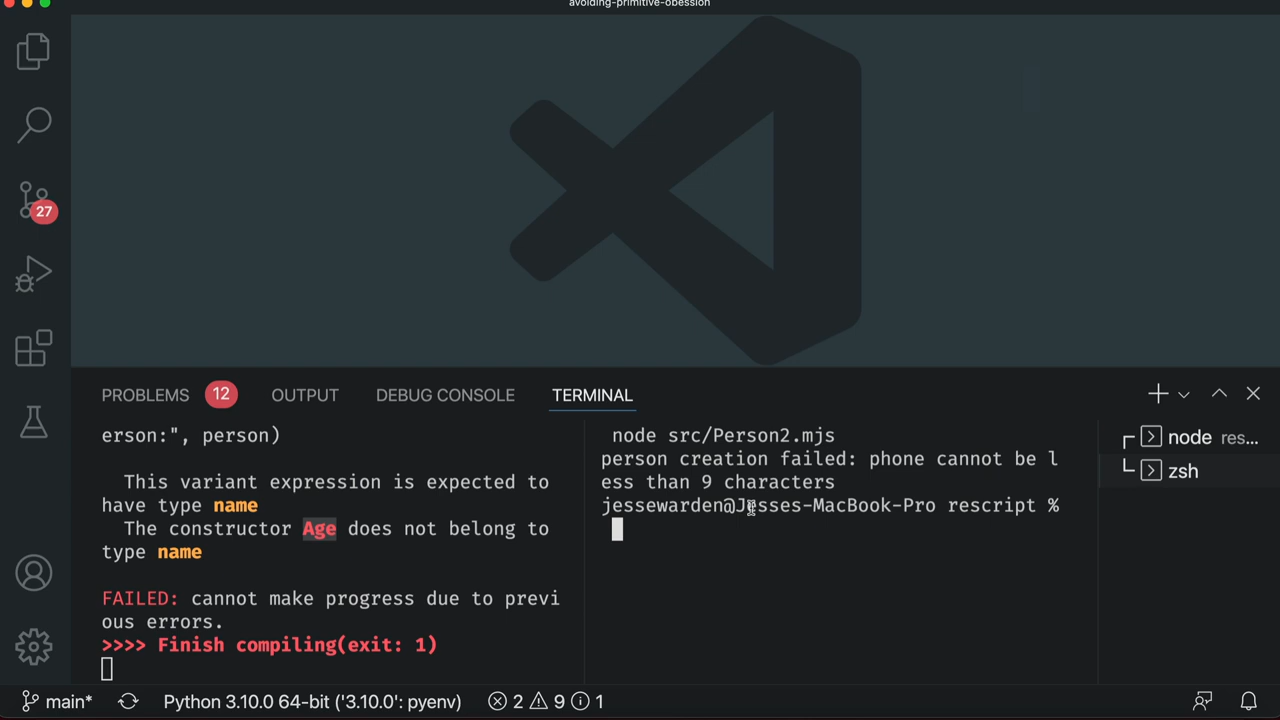 avoiding-primitive-obession
27
PROBLEMS 12 OUTPUT DEBUG CONSOLE TERMINAL
erson:", person)
This variant expression is expected to
have type name
The constructor Age does not belong to
type name
FAILED: cannot make progress due to previ
ous errors.
>>>> Finish compiling(exit: 1)
node src/Person2.mjs
person creation failed: phone cannot be l
ess than 9 characters
jessewarden@Jesses-MacBook-Pro rescript %
node res...
zsh
main* Python 3.10.0 64-bit ('3.10.0': pyenv) 2 9 1